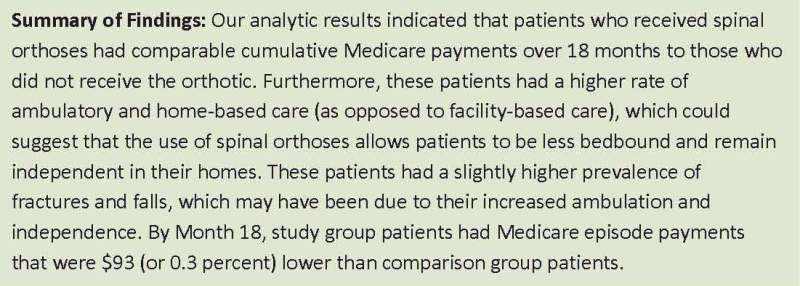 Summary of Findings: Our analytic results indicated that patients who received spinal
orthoses had comparable cumulative Medicare payments over 18 months to those who
did not receive the orthotic. Furthermore, these patients had a higher rate of
ambulatory and home-based care (as opposed to facility-based care), which could
suggest that the use of spinal orthoses allows patients to be less bedbound and remain
independent in their homes. These patients had a slightly higher prevalence of
fractures and falls, which may have been due to their increased ambulation and
independence. By Month 18, study group patients had Medicare episode payments
that were $93 (or 0.3 percent) lower than comparison group patients.